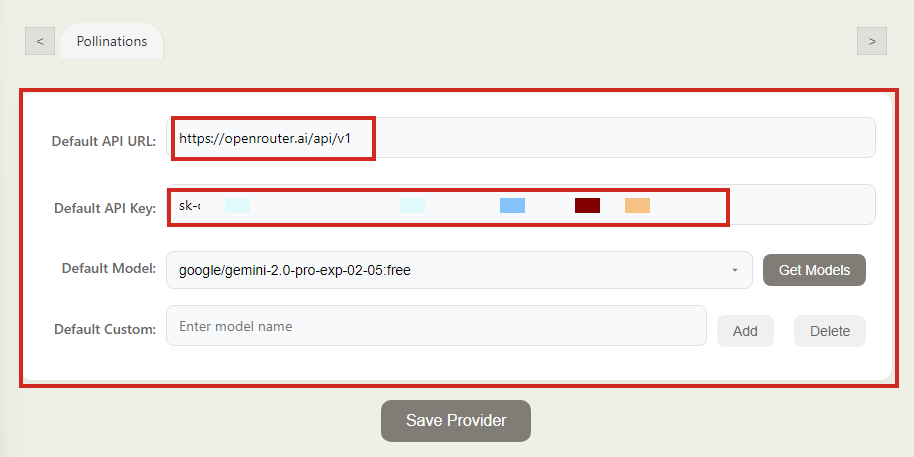 < Pollinations >
Default API URL: https://openrouter.ai/api/v1
Default API Key: sk-
Default Model: google/gemini-2.0-pro-exp-02-05:free Get Models
Default Custom: Enter model name Add Delete
Save Provider